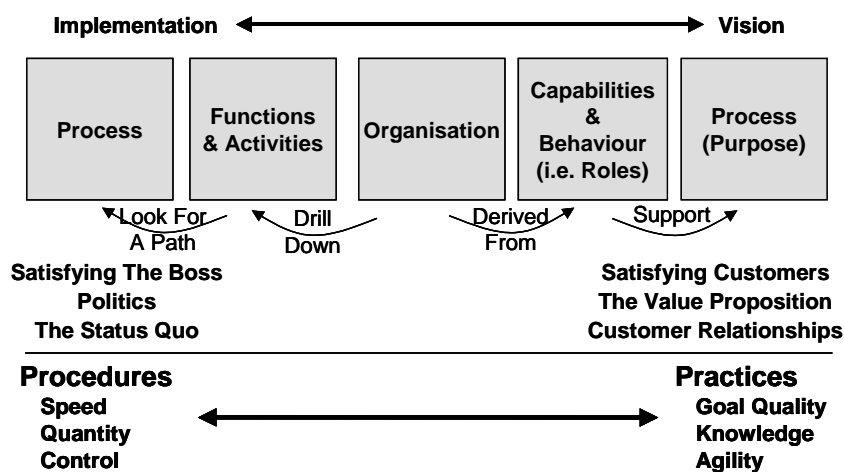 Implementation
Vision
Process
Functions
& Activities
Organisation
Capabilities
&
Behaviour
(i.e. Roles)
Process
(Purpose)
Look For
A Path
Drill
Down
Derived
From
Support
Satisfying The Boss
Politics
The Status Quo
Satisfying Customers
The Value Proposition
Customer Relationships
Procedures
Speed
Quantity
Control
Practices
Goal Quality
Knowledge
Agility